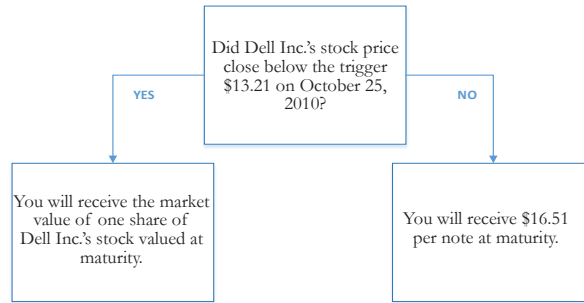 Did Dell Inc.'s stock price
close below the trigger
$13.21 on October 25,
2010?
YES
NO
You will receive the market
value of one share of
Dell Inc.'s stock valued at
maturity.
You will receive $16.51
per note at maturity.